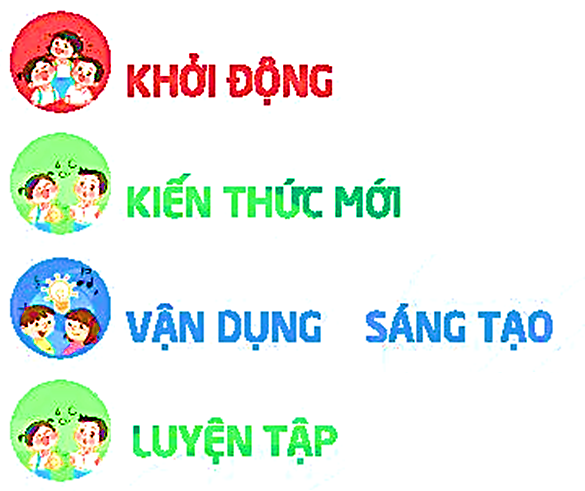 KHỞI ĐỘNG
KIẾN THỨC MỚI
VẬN DỤNG SÁNG TẠO
LUYỆN TẬP